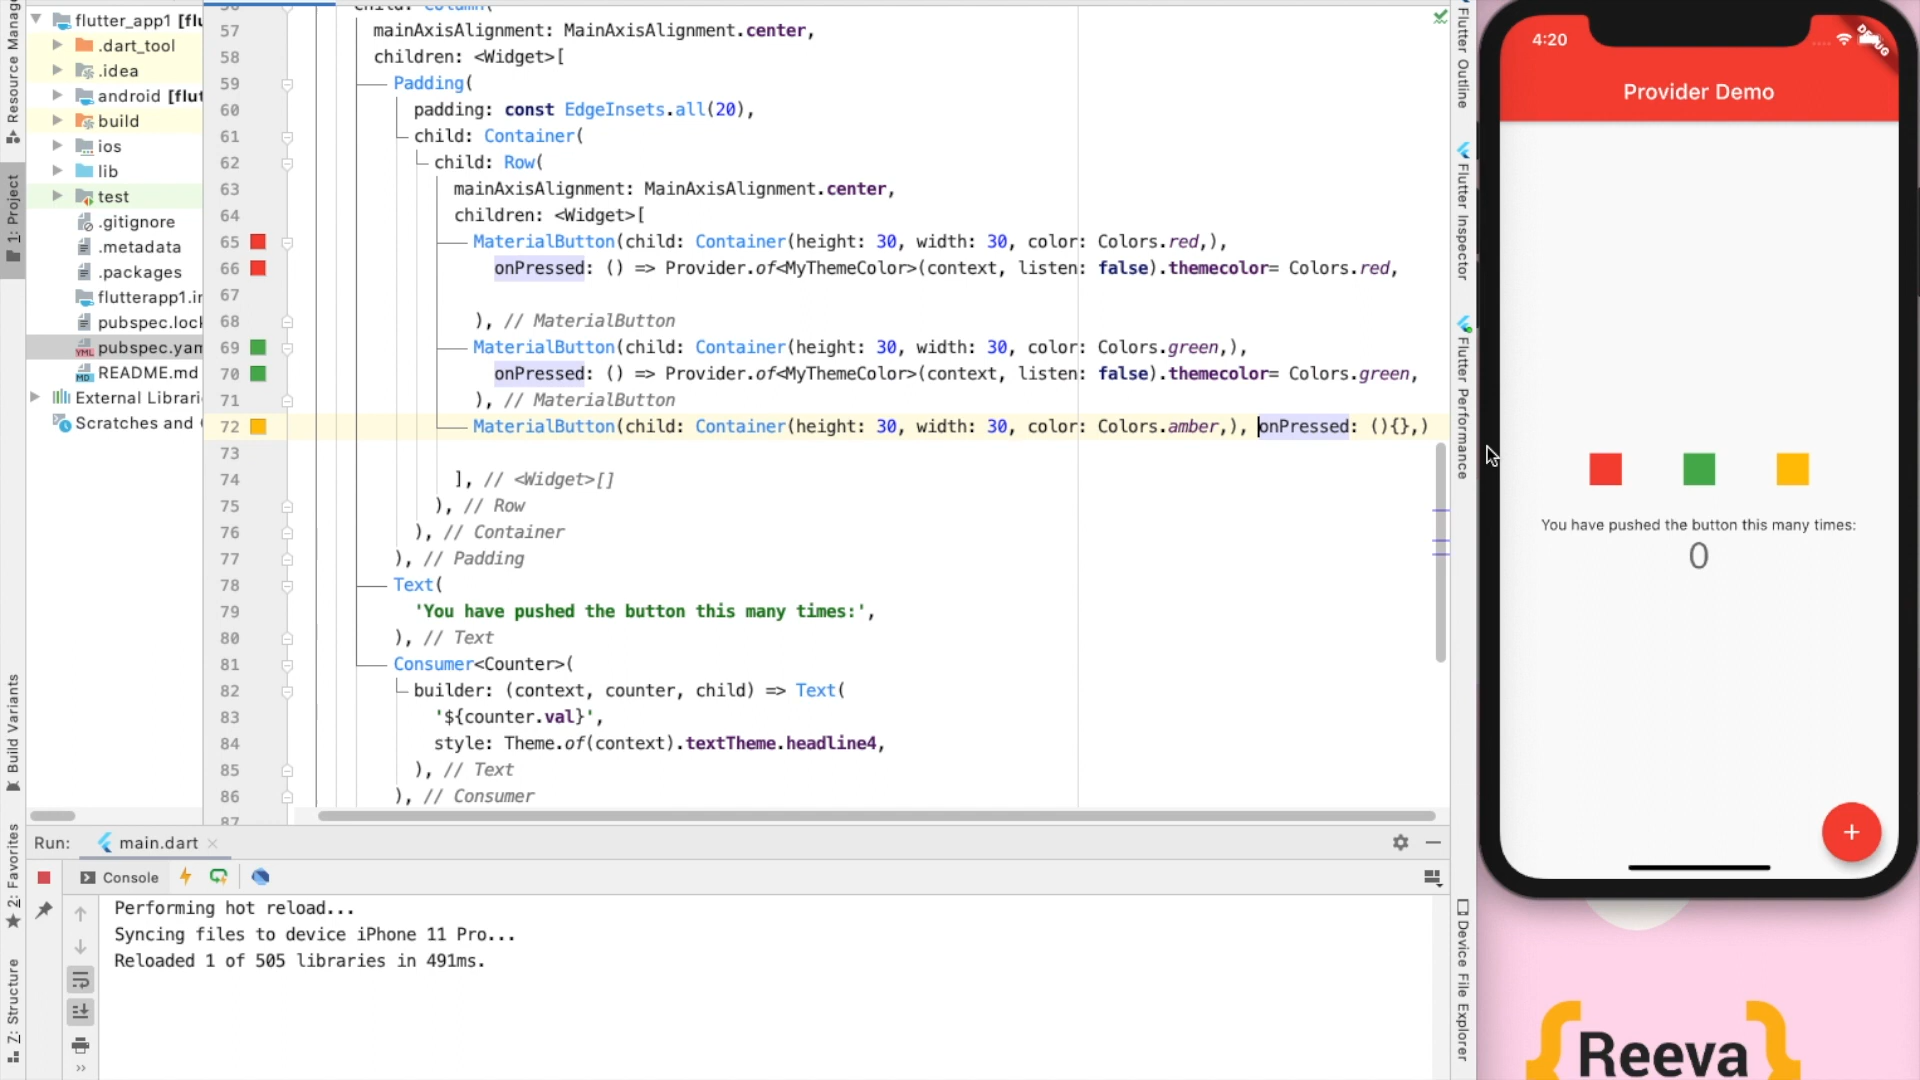 Resource Manag
1: Project
Build Variants
2: Favorites
7: Structure
flutter_app1 [flu
.dart_tool
.idea
android [flut
build
ios
lib
test
.gitignore
.metadata
.packages
flutterapp1.im
pubspec.lock
pubspec.yam
README.md
External Librari
Scratches and
57 mainAxisAlignment: MainAxisAlignment.center,
58 children: <Widget>[
59 Padding(
60 padding: const EdgeInsets.all(20),
61 child: Container(
62 child: Row(
63 mainAxisAlignment: MainAxisAlignment.center,
64 children: <Widget>[
65 MaterialButton(child: Container(height: 30, width: 30, color: Colors.red,),
66 onPressed: () => Provider.of<MyThemeColor>(context, listen: false).themecolor= Colors.red,
67
68 ), // MaterialButton
69 MaterialButton(child: Container(height: 30, width: 30, color: Colors.green,),
70 onPressed: () => Provider.of<MyThemeColor>(context, listen: false).themecolor= Colors.green,
71 ), // MaterialButton
72 MaterialButton(child: Container(height: 30, width: 30, color: Colors.amber,), onPressed: (){},)
73
74 ], // <Widget>[]
75 ), // Row
76 ), // Container
77 ), // Padding
78 Text(
79 'You have pushed the button this many times:',
80 ), // Text
81 Consumer<Counter>(
82 builder: (context, counter, child) => Text(
83 '${counter.val}',
84 style: Theme.of(context).textTheme.headline4,
85 ), // Text
86 ), // Consumer
87
Run: main.dart
Console
Performing hot reload...
Syncing files to device iPhone 11 Pro...
Reloaded 1 of 505 libraries in 491ms.
Flutter Outline
Flutter Inspector
Flutter Performance
Device File Explorer
4:20
DEBUG
Provider Demo
You have pushed the button this many times:
0
+
{Reeva}